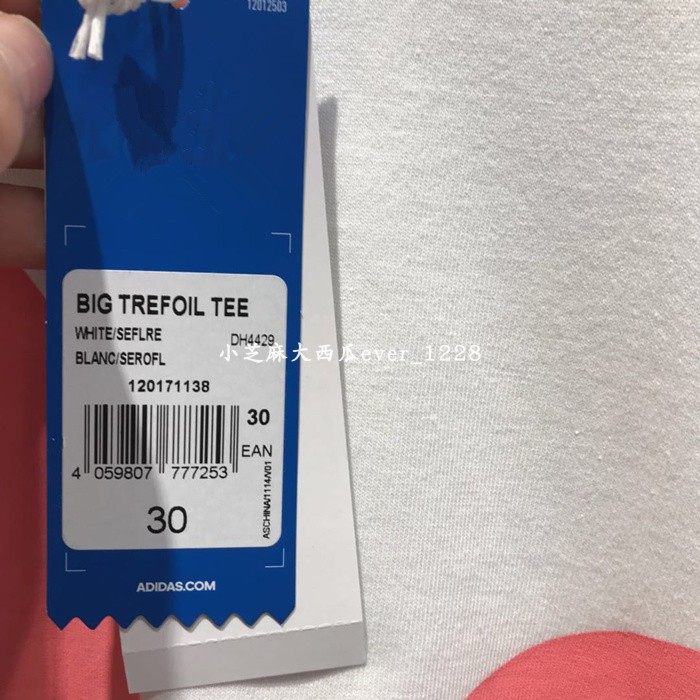 12012503
BIG TREFOIL TEE
WHITE/SEFLRE DH4429
BLANC/SEROFL
小芝麻大西瓜ever_1228
120171138
30
EAN
4 059807 777253
30
ASCHINA/1114/V01
ADIDAS.COM